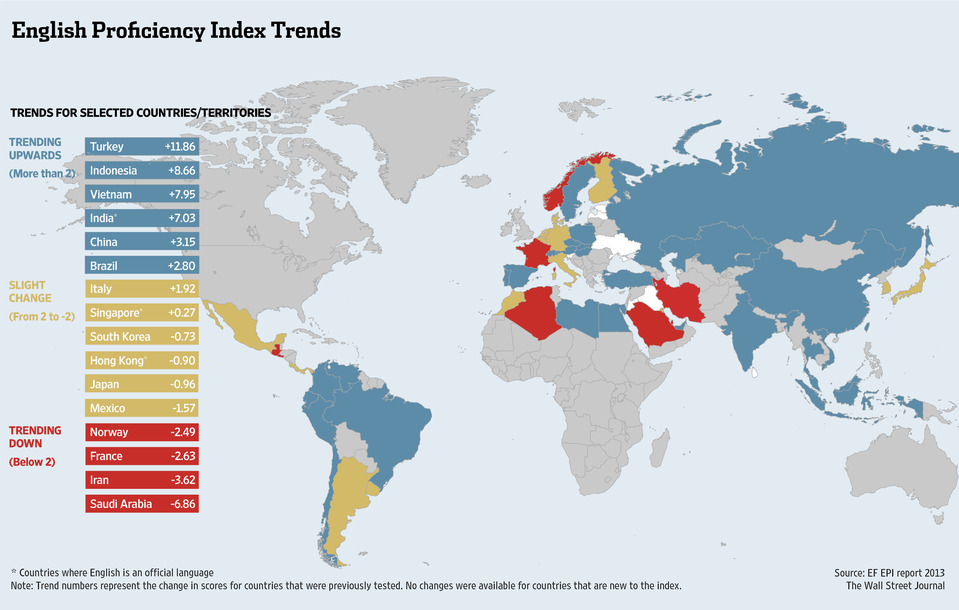 English Proficiency Index Trends
TRENDS FOR SELECTED COUNTRIES/TERRITORIES
TRENDING
UPWARDS
(More than 2)
Turkey +11.86
Indonesia +8.66
Vietnam +7.95
India* +7.03
China +3.15
Brazil +2.80
SLIGHT
CHANGE
(From 2 to -2)
Italy +1.92
Singapore* +0.27
South Korea -0.73
Hong Kong* -0.90
Japan -0.96
Mexico -1.57
TRENDING
DOWN
(Below 2)
Norway -2.49
France -2.63
Iran -3.62
Saudi Arabia -6.86
* Countries where English is an official language
Note: Trend numbers represent the change in scores for countries that were previously tested. No changes were available for countries that are new to the index.
Source: EF EPI report 2013
The Wall Street Journal